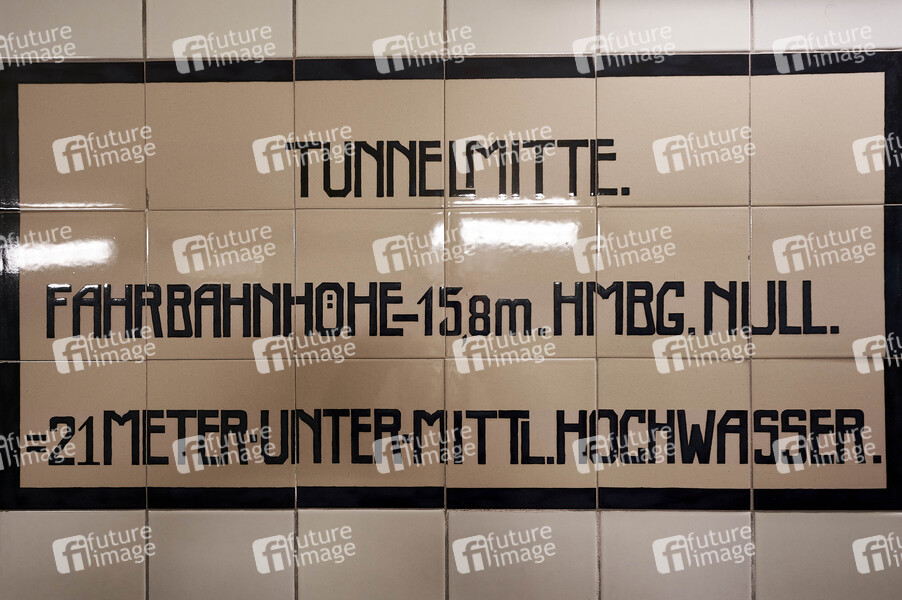 TUNNELMITTE.
FAHRBAHNHÖHE-15,8m. HMBG. NULL.
=21 METER UNTER MITTL. HOCHWASSER.